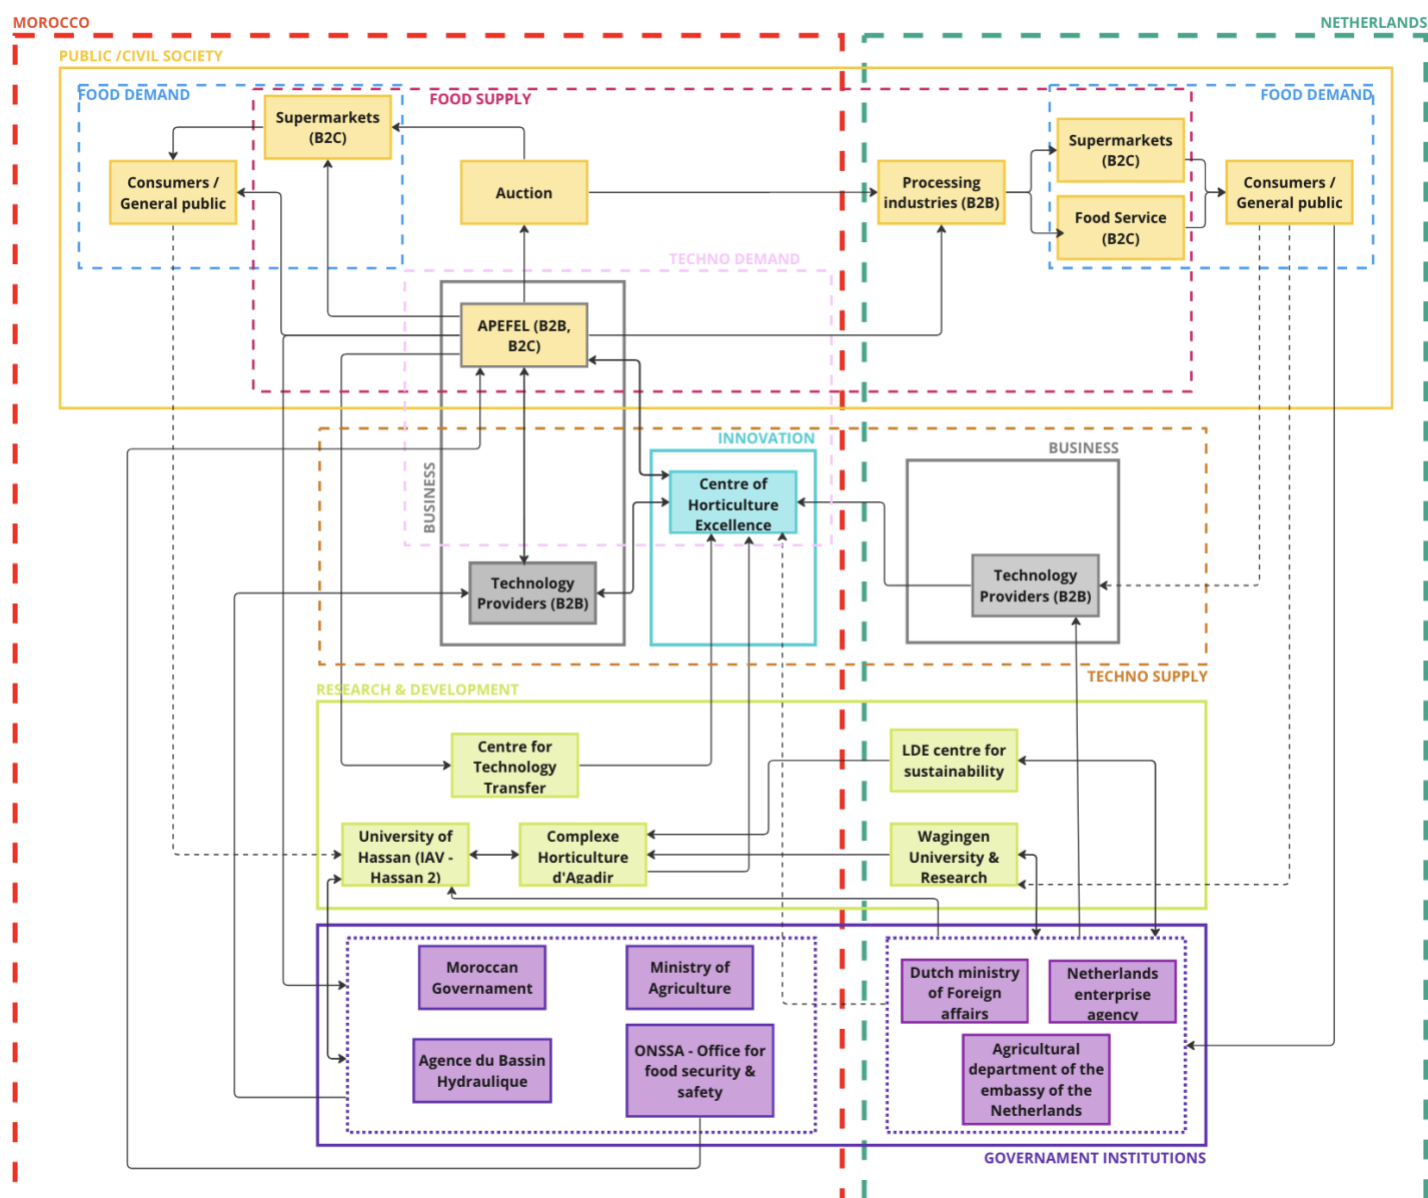 MOROCCO
NETHERLANDS
PUBLIC /CIVIL SOCIETY
FOOD DEMAND
FOOD SUPPLY
FOOD DEMAND
Supermarkets
(B2C)
Consumers /
General public
Auction
Processing
industries (B2B)
Supermarkets
(B2C)
Food Service
(B2C)
Consumers /
General public
TECHNO DEMAND
APEFEL (B2B,
B2C)
INNOVATION
BUSINESS
BUSINESS
Centre of
Horticulture
Excellence
Technology
Providers (B2B)
Technology
Providers (B2B)
TECHNO SUPPLY
RESEARCH & DEVELOPMENT
Centre for
Technology
Transfer
LDE centre for
sustainability
University of
Hassan (IAV -
Hassan 2)
Complexe
Horticulture
d'Agadir
Wagingen
University &
Research
Moroccan
Governament
Ministry of
Agriculture
Dutch ministry
of Foreign
affairs
Netherlands
enterprise
agency
Agence du Bassin
Hydraulique
ONSSA - Office for
food security &
safety
Agricultural
department of the
embassy of the
Netherlands
GOVERNAMENT INSTITUTIONS